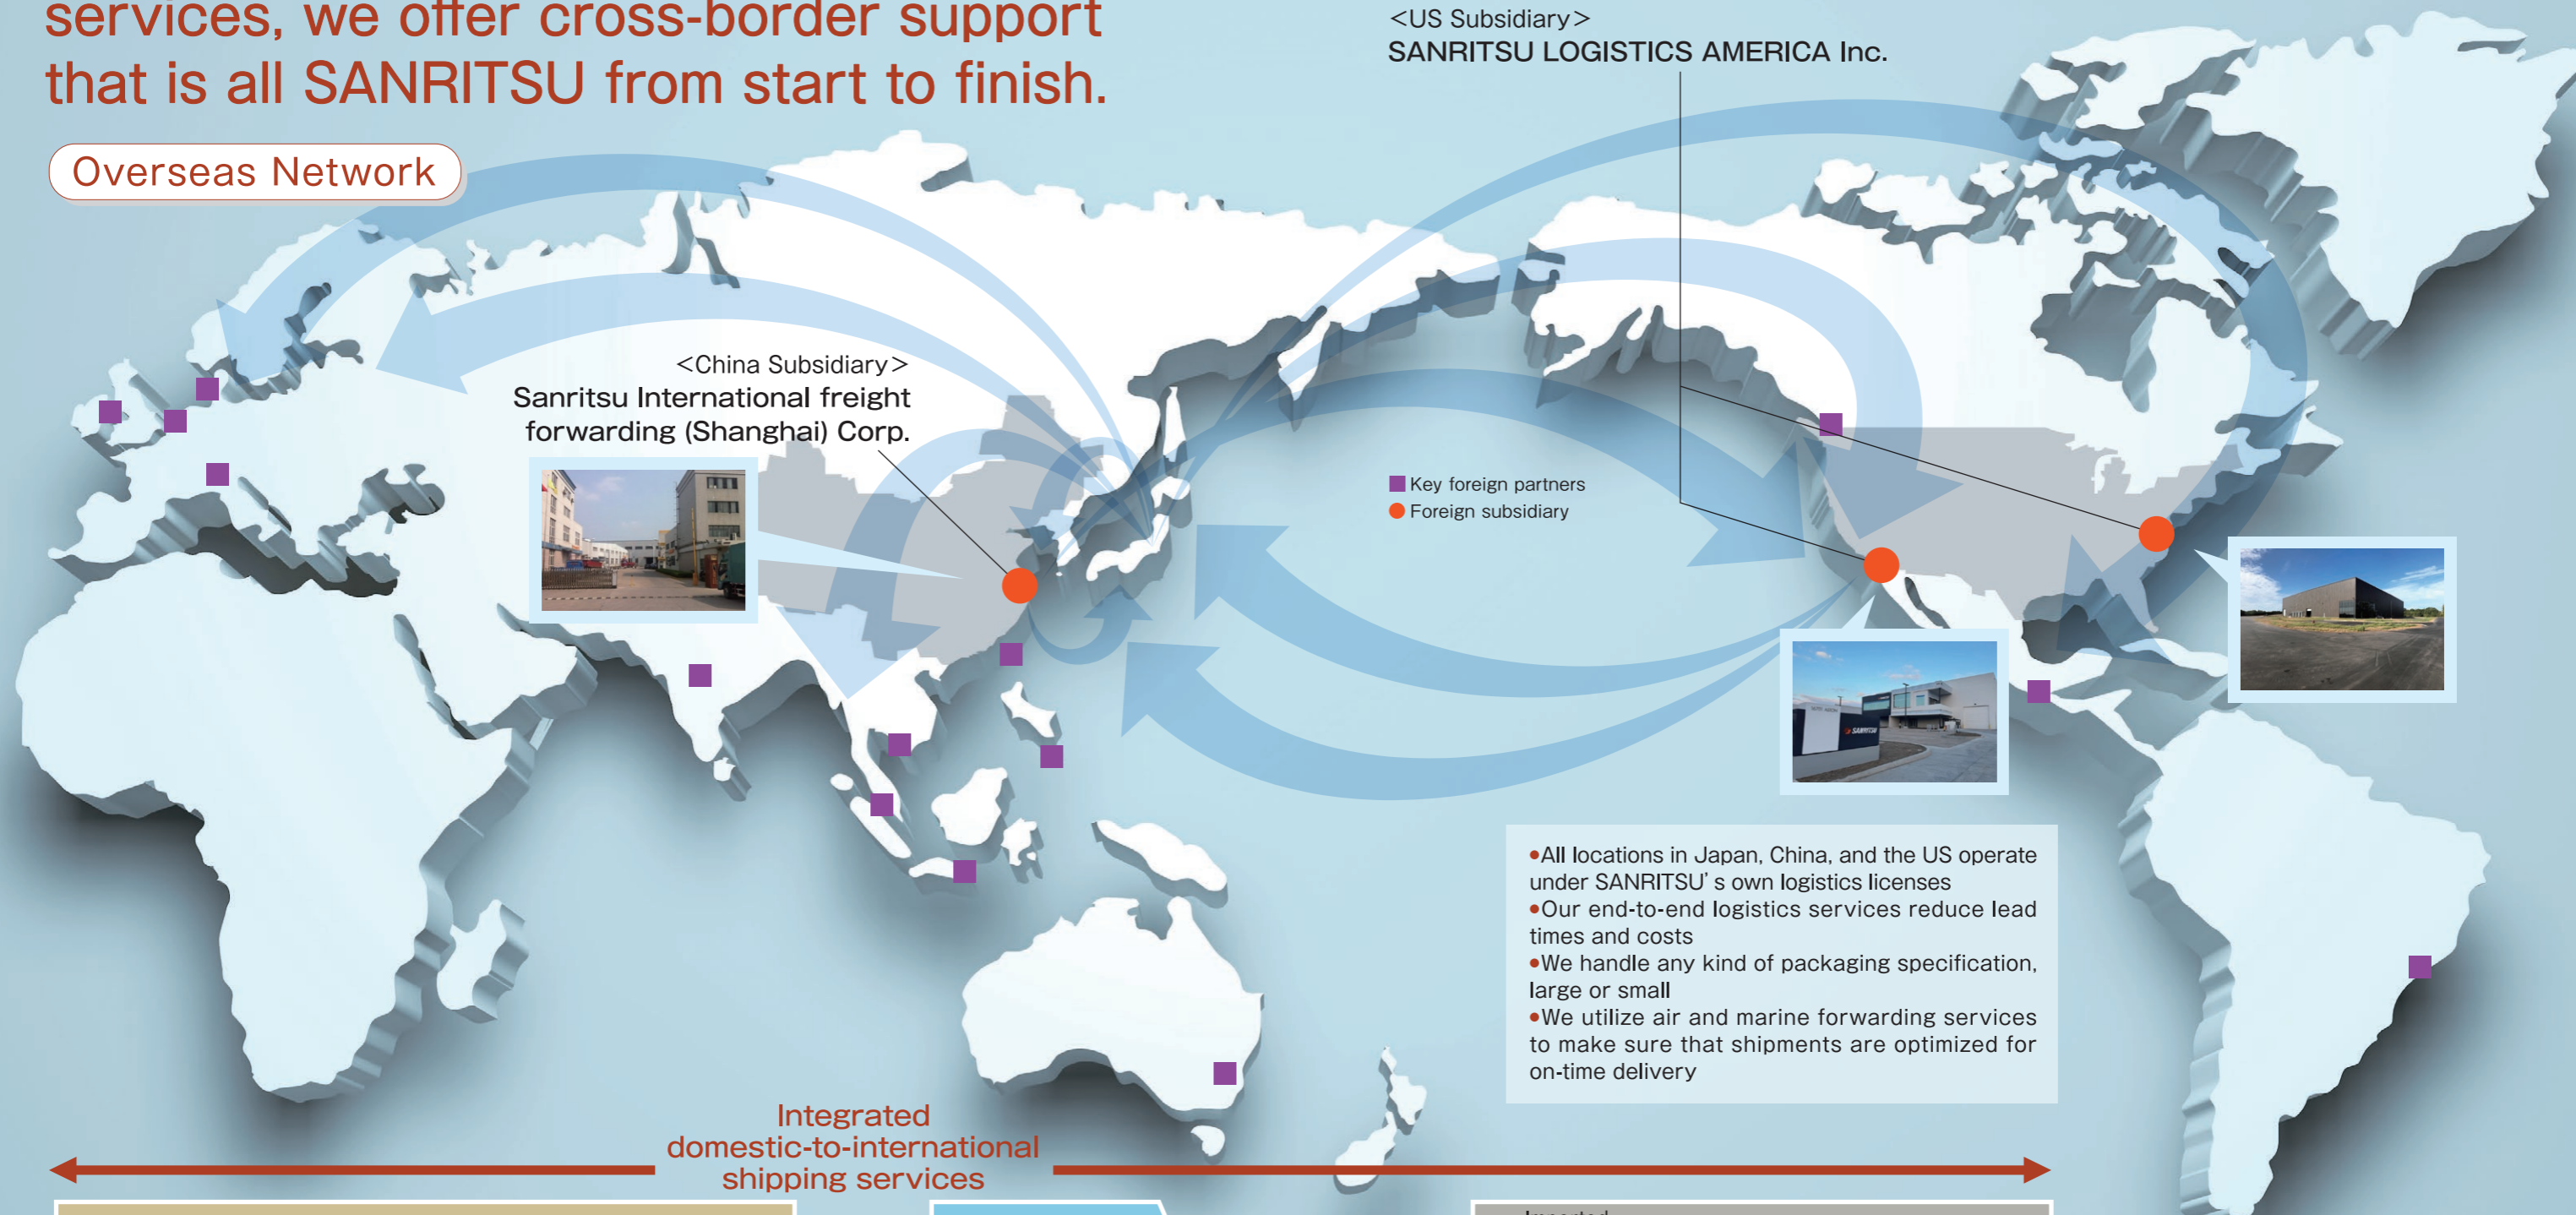 services, we offer cross-border support
that is all SANRITSU from start to finish.
Overseas Network
<US Subsidiary>
SANRITSU LOGISTICS AMERICA Inc.
<China Subsidiary>
Sanritsu International freight
forwarding (Shanghai) Corp.
Key foreign partners
Foreign subsidiary
SANRITSU
•All locations in Japan, China, and the US operate
under SANRITSU's own logistics licenses
•Our end-to-end logistics services reduce lead
times and costs
•We handle any kind of packaging specification,
large or small
•We utilize air and marine forwarding services
to make sure that shipments are optimized for
on-time delivery
Integrated
domestic-to-international
shipping services